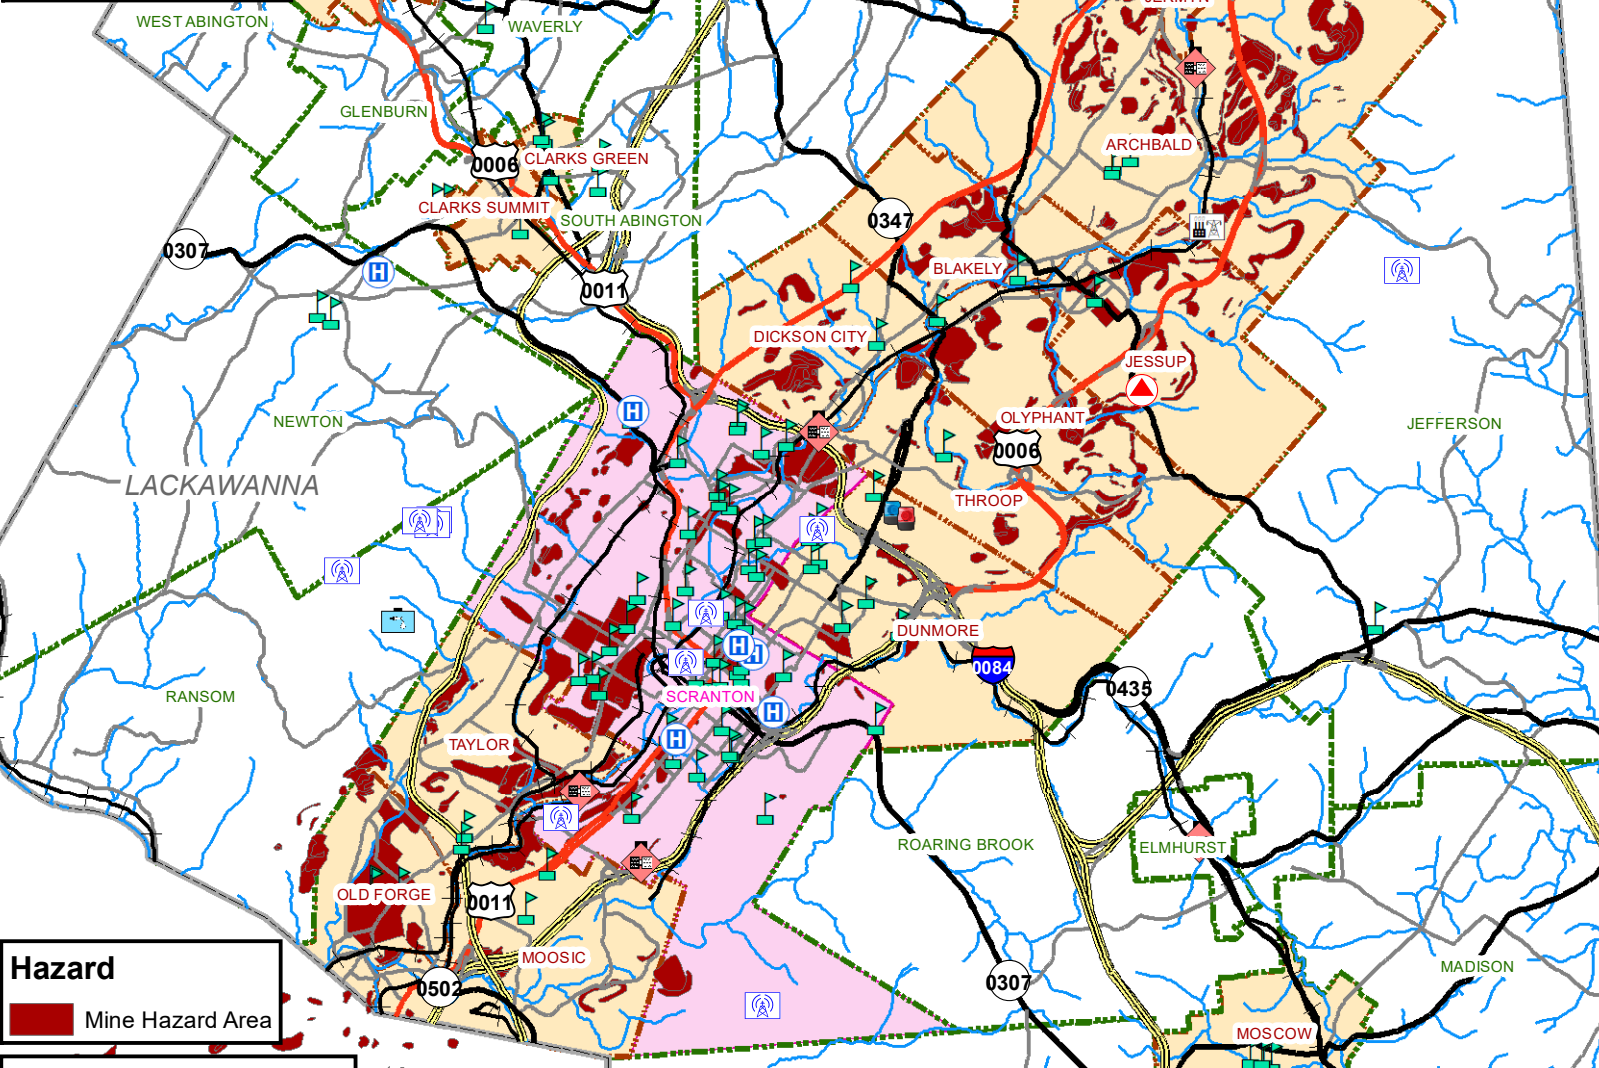 JERMYN
WEST ABINGTON
WAVERLY
GLENBURN
ARCHBALD
0006
CLARKS GREEN
CLARKS SUMMIT
SOUTH ABINGTON
0347
0307
BLAKELY
0011
DICKSON CITY
JESSUP
NEWTON
OLYPHANT
JEFFERSON
0006
LACKAWANNA
THROOP
DUNMORE
0084
0435
RANSOM
SCRANTON
TAYLOR
ROARING BROOK
ELMHURST
OLD FORGE
0011
MOOSIC
MADISON
0307
0502
Hazard
Mine Hazard Area
MOSCOW